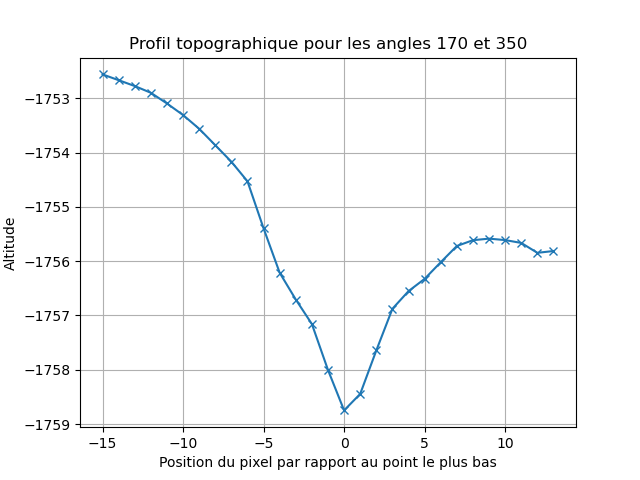 Profil topographique pour les angles 170 et 350
Altitude
−1753
−1754
−1755
−1756
−1757
−1758
−1759
−15 −10 −5 0 5 10
Position du pixel par rapport au point le plus bas